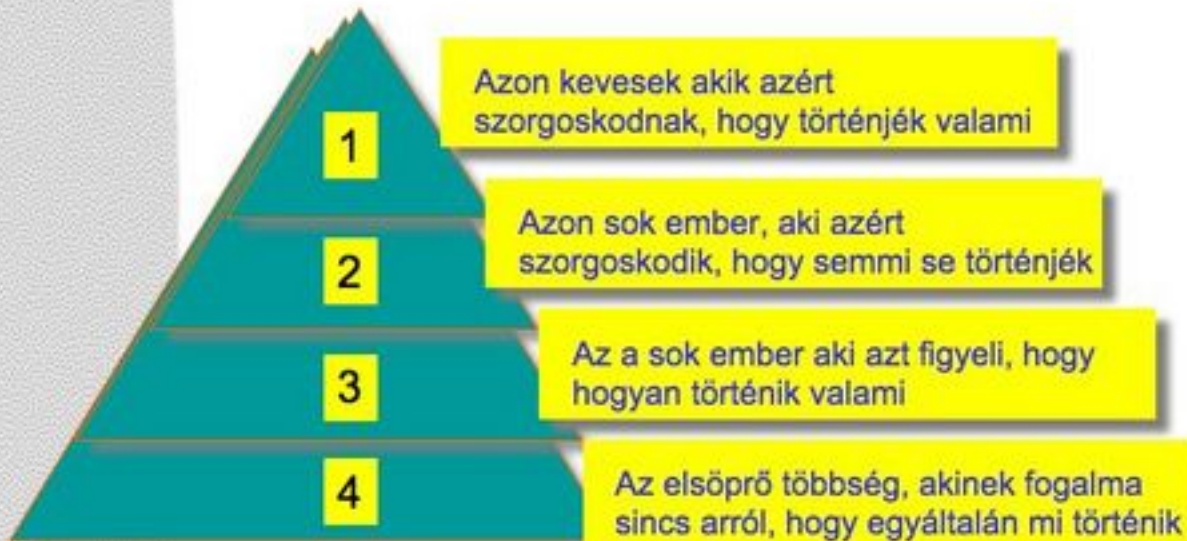 1
Azon kevesek akik azért
szorgoskodnak, hogy történjék valami
2
Azon sok ember, aki azért
szorgoskodik, hogy semmi se történjék
3
Az a sok ember aki azt figyeli, hogy
hogyan történik valami
4
Az elsöprő többség, akinek fogalma
sincs arról, hogy egyáltalán mi történik